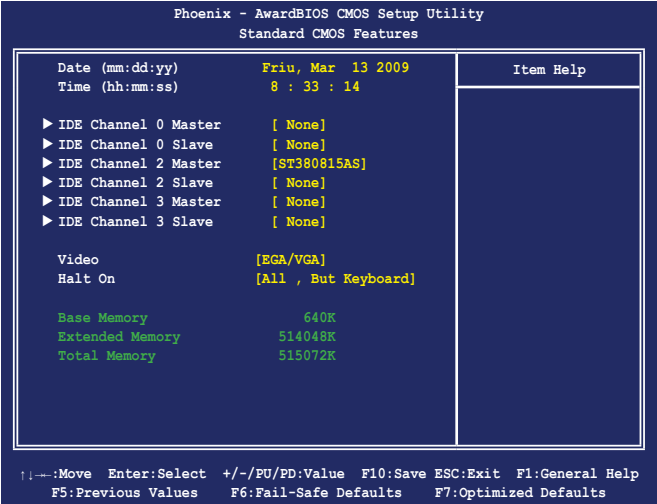 Phoenix - AwardBIOS CMOS Setup Utility
Standard CMOS Features
Date (mm:dd:yy) Friu, Mar 13 2009
Item Help
Time (hh:mm:ss) 8 : 33 : 14
▶ IDE Channel 0 Master [ None]
▶ IDE Channel 0 Slave [ None]
▶ IDE Channel 2 Master [ST380815AS]
▶ IDE Channel 2 Slave [ None]
▶ IDE Channel 3 Master [ None]
▶ IDE Channel 3 Slave [ None]
Video [EGA/VGA]
Halt On [All , But Keyboard]
Base Memory 640K
Extended Memory 514048K
Total Memory 515072K
↑↓→←:Move Enter:Select +/-/PU/PD:Value F10:Save ESC:Exit F1:General Help
F5:Previous Values F6:Fail-Safe Defaults F7:Optimized Defaults